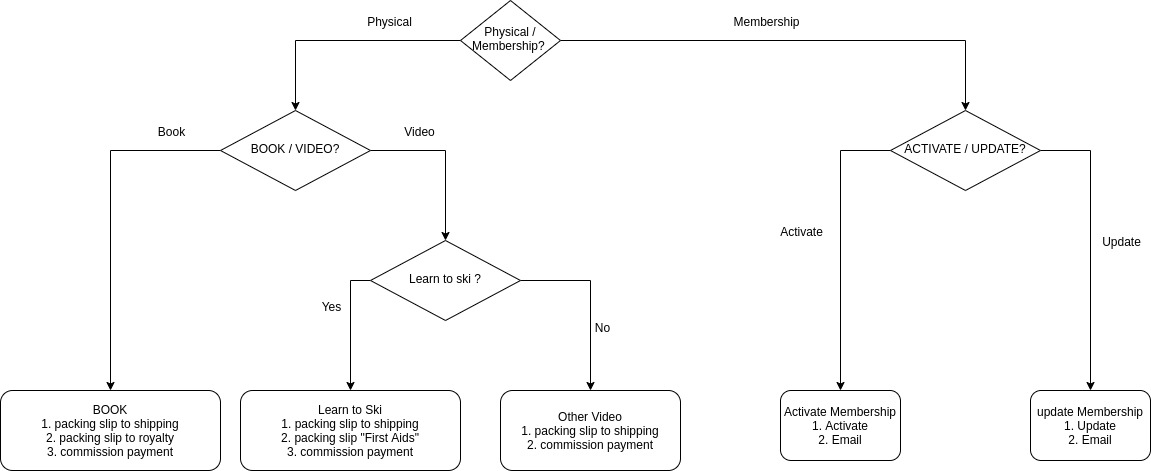 Physical
Physical /
Membership?
Membership
Book
BOOK / VIDEO?
Video
ACTIVATE / UPDATE?
Activate
Update
Learn to ski ?
Yes
No
BOOK
1. packing slip to shipping
2. packing slip to royalty
3. commission payment
Learn to Ski
1. packing slip to shipping
2. packing slip "First Aids"
3. commission payment
Other Video
1. packing slip to shipping
2. commission payment
Activate Membership
1. Activate
2. Email
update Membership
1. Update
2. Email